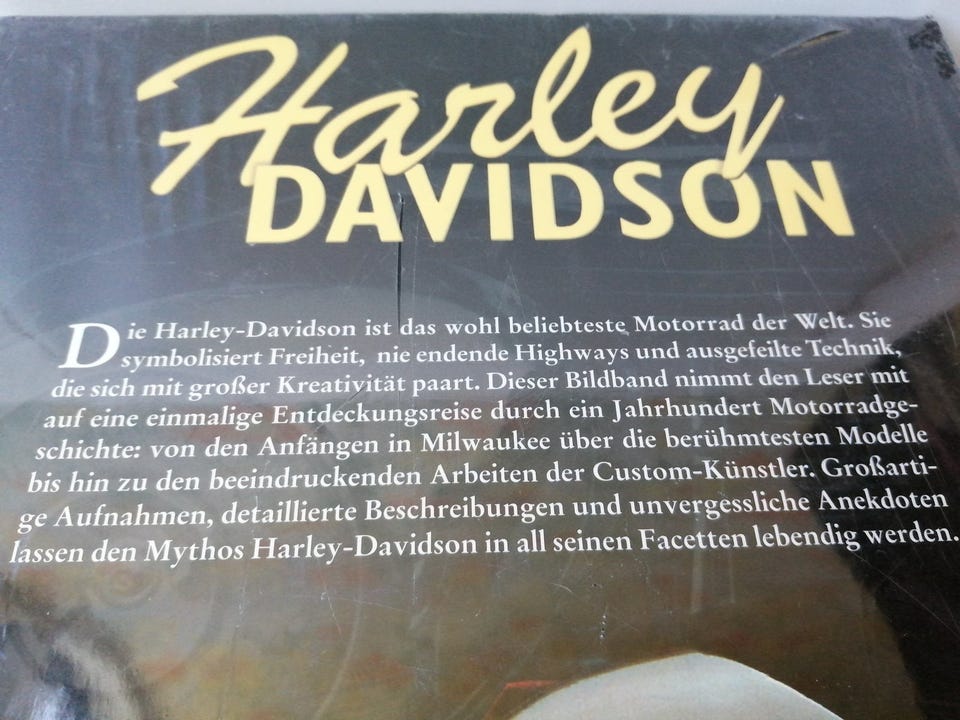 Harley
DAVIDSON
Die Harley-Davidson ist das wohl beliebteste Motorrad der Welt. Sie
symbolisiert Freiheit, nie endende Highways und ausgefeilte Technik,
die sich mit großer Kreativität paart. Dieser Bildband nimmt den Leser mit
auf eine einmalige Entdeckungsreise durch ein Jahrhundert Motorradge-
schichte: von den Anfängen in Milwaukee über die berühmtesten Modelle
bis hin zu den beeindruckenden Arbeiten der Custom-Künstler. Großarti-
ge Aufnahmen, detaillierte Beschreibungen und unvergessliche Anekdoten
lassen den Mythos Harley-Davidson in all seinen Facetten lebendig werden.